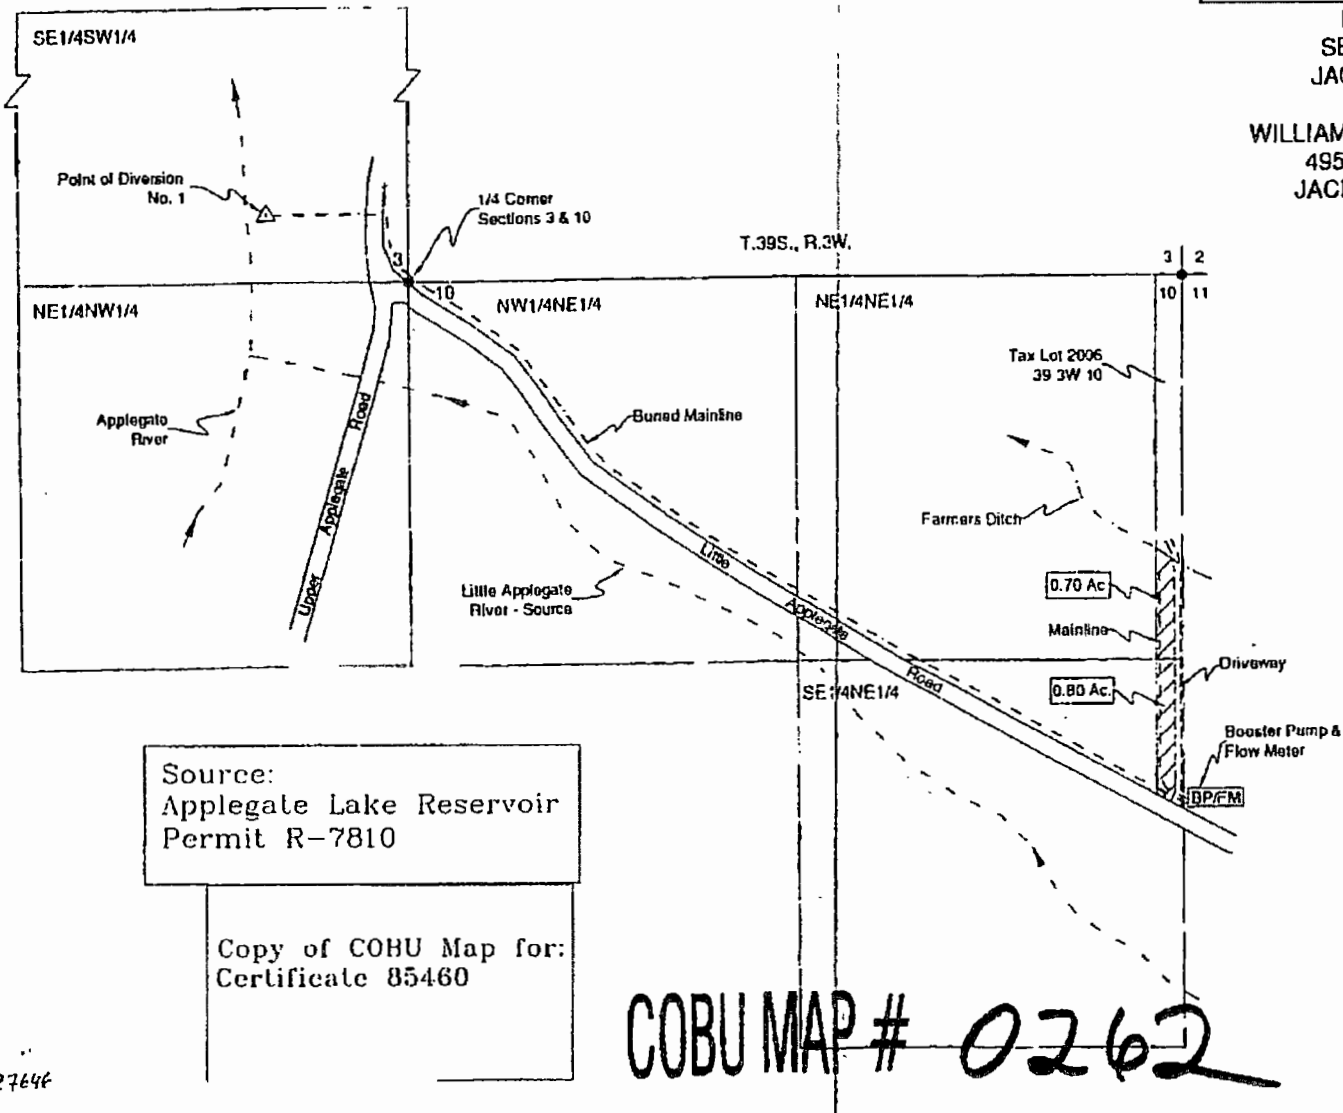 SE1/4SW1/4
Point of Diversion
No. 1
1/4 Corner
Sections 3 & 10
T.39S., R.3W.
3
10
3
2
10
11
NE1/4NW1/4
NW1/4NE1/4
NE1/4NE1/4
Tax Lot 2006
39 3W 10
Applegate
River
Upper Applegate Road
Buried Mainline
Farmers Ditch
Little Applegate
River - Source
Little Applegate Road
0.70 Ac
Mainline
Driveway
SE1/4NE1/4
0.80 Ac.
Booster Pump &
Flow Meter
BP/FM
WILLIAM
495
Source:
Applegate Lake Reservoir
Permit R-7810
Copy of COBU Map for:
Certificate 85460
COBU MAP # 0262